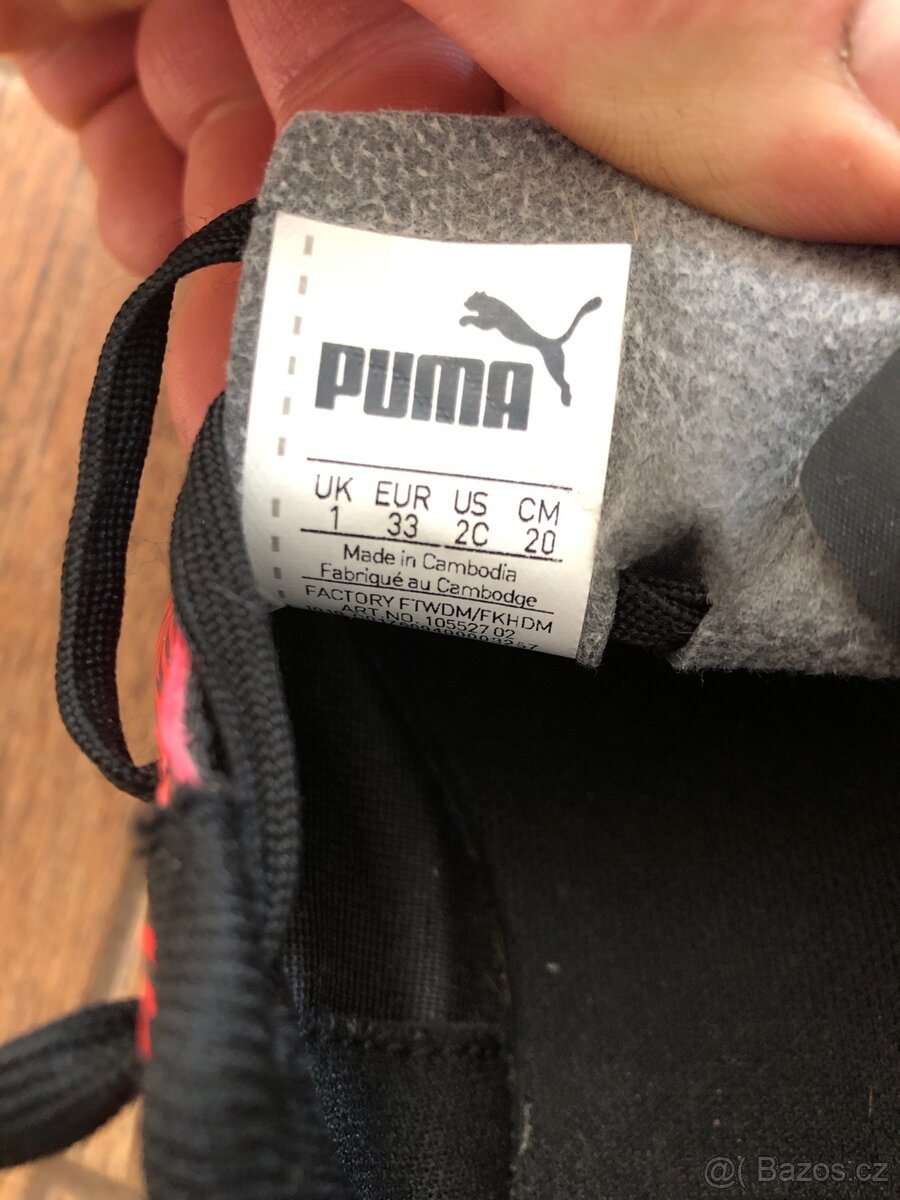 PUMA
UK EUR US CM
1 33 2C 20
Made in Cambodia
Fabriqué au Cambodge
FACTORY FTWDM/FKHDM
ART.NO. 105527 02
@( Bazos.cz